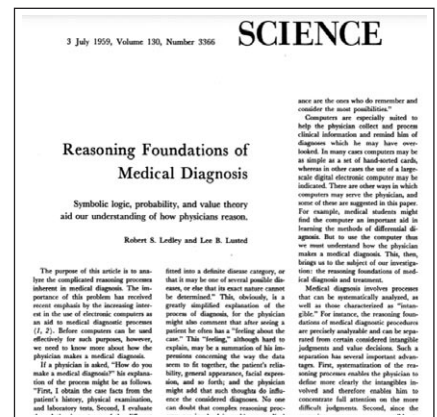 3 July 1959, Volume 130, Number 3366
SCIENCE
Reasoning Foundations of
Medical Diagnosis
Symbolic logic, probability, and value theory
aid our understanding of how physicians reason.
Robert S. Ledley and Lee B. Lusted
The purpose of this article is to ana-
lyze the complicated reasoning processes
inherent in medical diagnosis. The im-
portance of this problem has received
recent emphasis by the increasing inter-
est in the use of electronic computers as
an aid to medical diagnostic processes
(1, 2). Before computers can be used
effectively for such purposes, however,
we need to know more about how the
physician makes a medical diagnosis.
If a physician is asked, "How do you
make a medical diagnosis?" his explana-
tion of the process might be as follows.
"First, I obtain the case facts from the
patient's history, physical examination,
and laboratory tests. Second, I evaluate
fitted into a definite disease category, or
that it may be one of several possible dis-
eases, or else that its exact nature cannot
be determined." This, obviously, is a
greatly simplified explanation of the
process of diagnosis, for the physician
might also comment that after seeing a
patient he often has a "feeling about the
case." This "feeling," although hard to
explain, may be a summation of his im-
pressions concerning the way the data
seem to fit together, the patient's relia-
bility, general appearance, facial expres-
sion, and so forth; and the physician
might add that such thoughts do influ-
ence the considered diagnoses. No one
can doubt that complex reasoning proc-
ance are the ones who do remember and
consider the most possibilities."
Computers are especially suited to
help the physician collect and process
clinical information and remind him of
diagnoses which he may have over-
looked. In many cases computers may be
as simple as a set of hand-sorted cards,
whereas in other cases the use of a large-
scale digital electronic computer may be
indicated. There are other ways in which
computers may serve the physician, and
some of these are suggested in this paper.
For example, medical students might
find the computer an important aid in
learning the methods of differential di-
agnosis. But to use the computer thus
we must understand how the physician
makes a medical diagnosis. This, then,
brings us to the subject of our investiga-
tion: the reasoning foundations of med-
ical diagnosis and treatment.
Medical diagnosis involves processes
that can be systematically analyzed, as
well as those characterized as "intan-
gible." For instance, the reasoning foun-
dations of medical diagnostic procedures
are precisely analyzable and can be sepa-
rated from certain considered intangible
judgments and value decisions. Such a
separation has several important advan-
tages. First, systematization of the rea-
soning processes enables the physician to
define more clearly the intangibles in-
volved and therefore enables him to
concentrate full attention on the more
difficult judgments. Second, since the